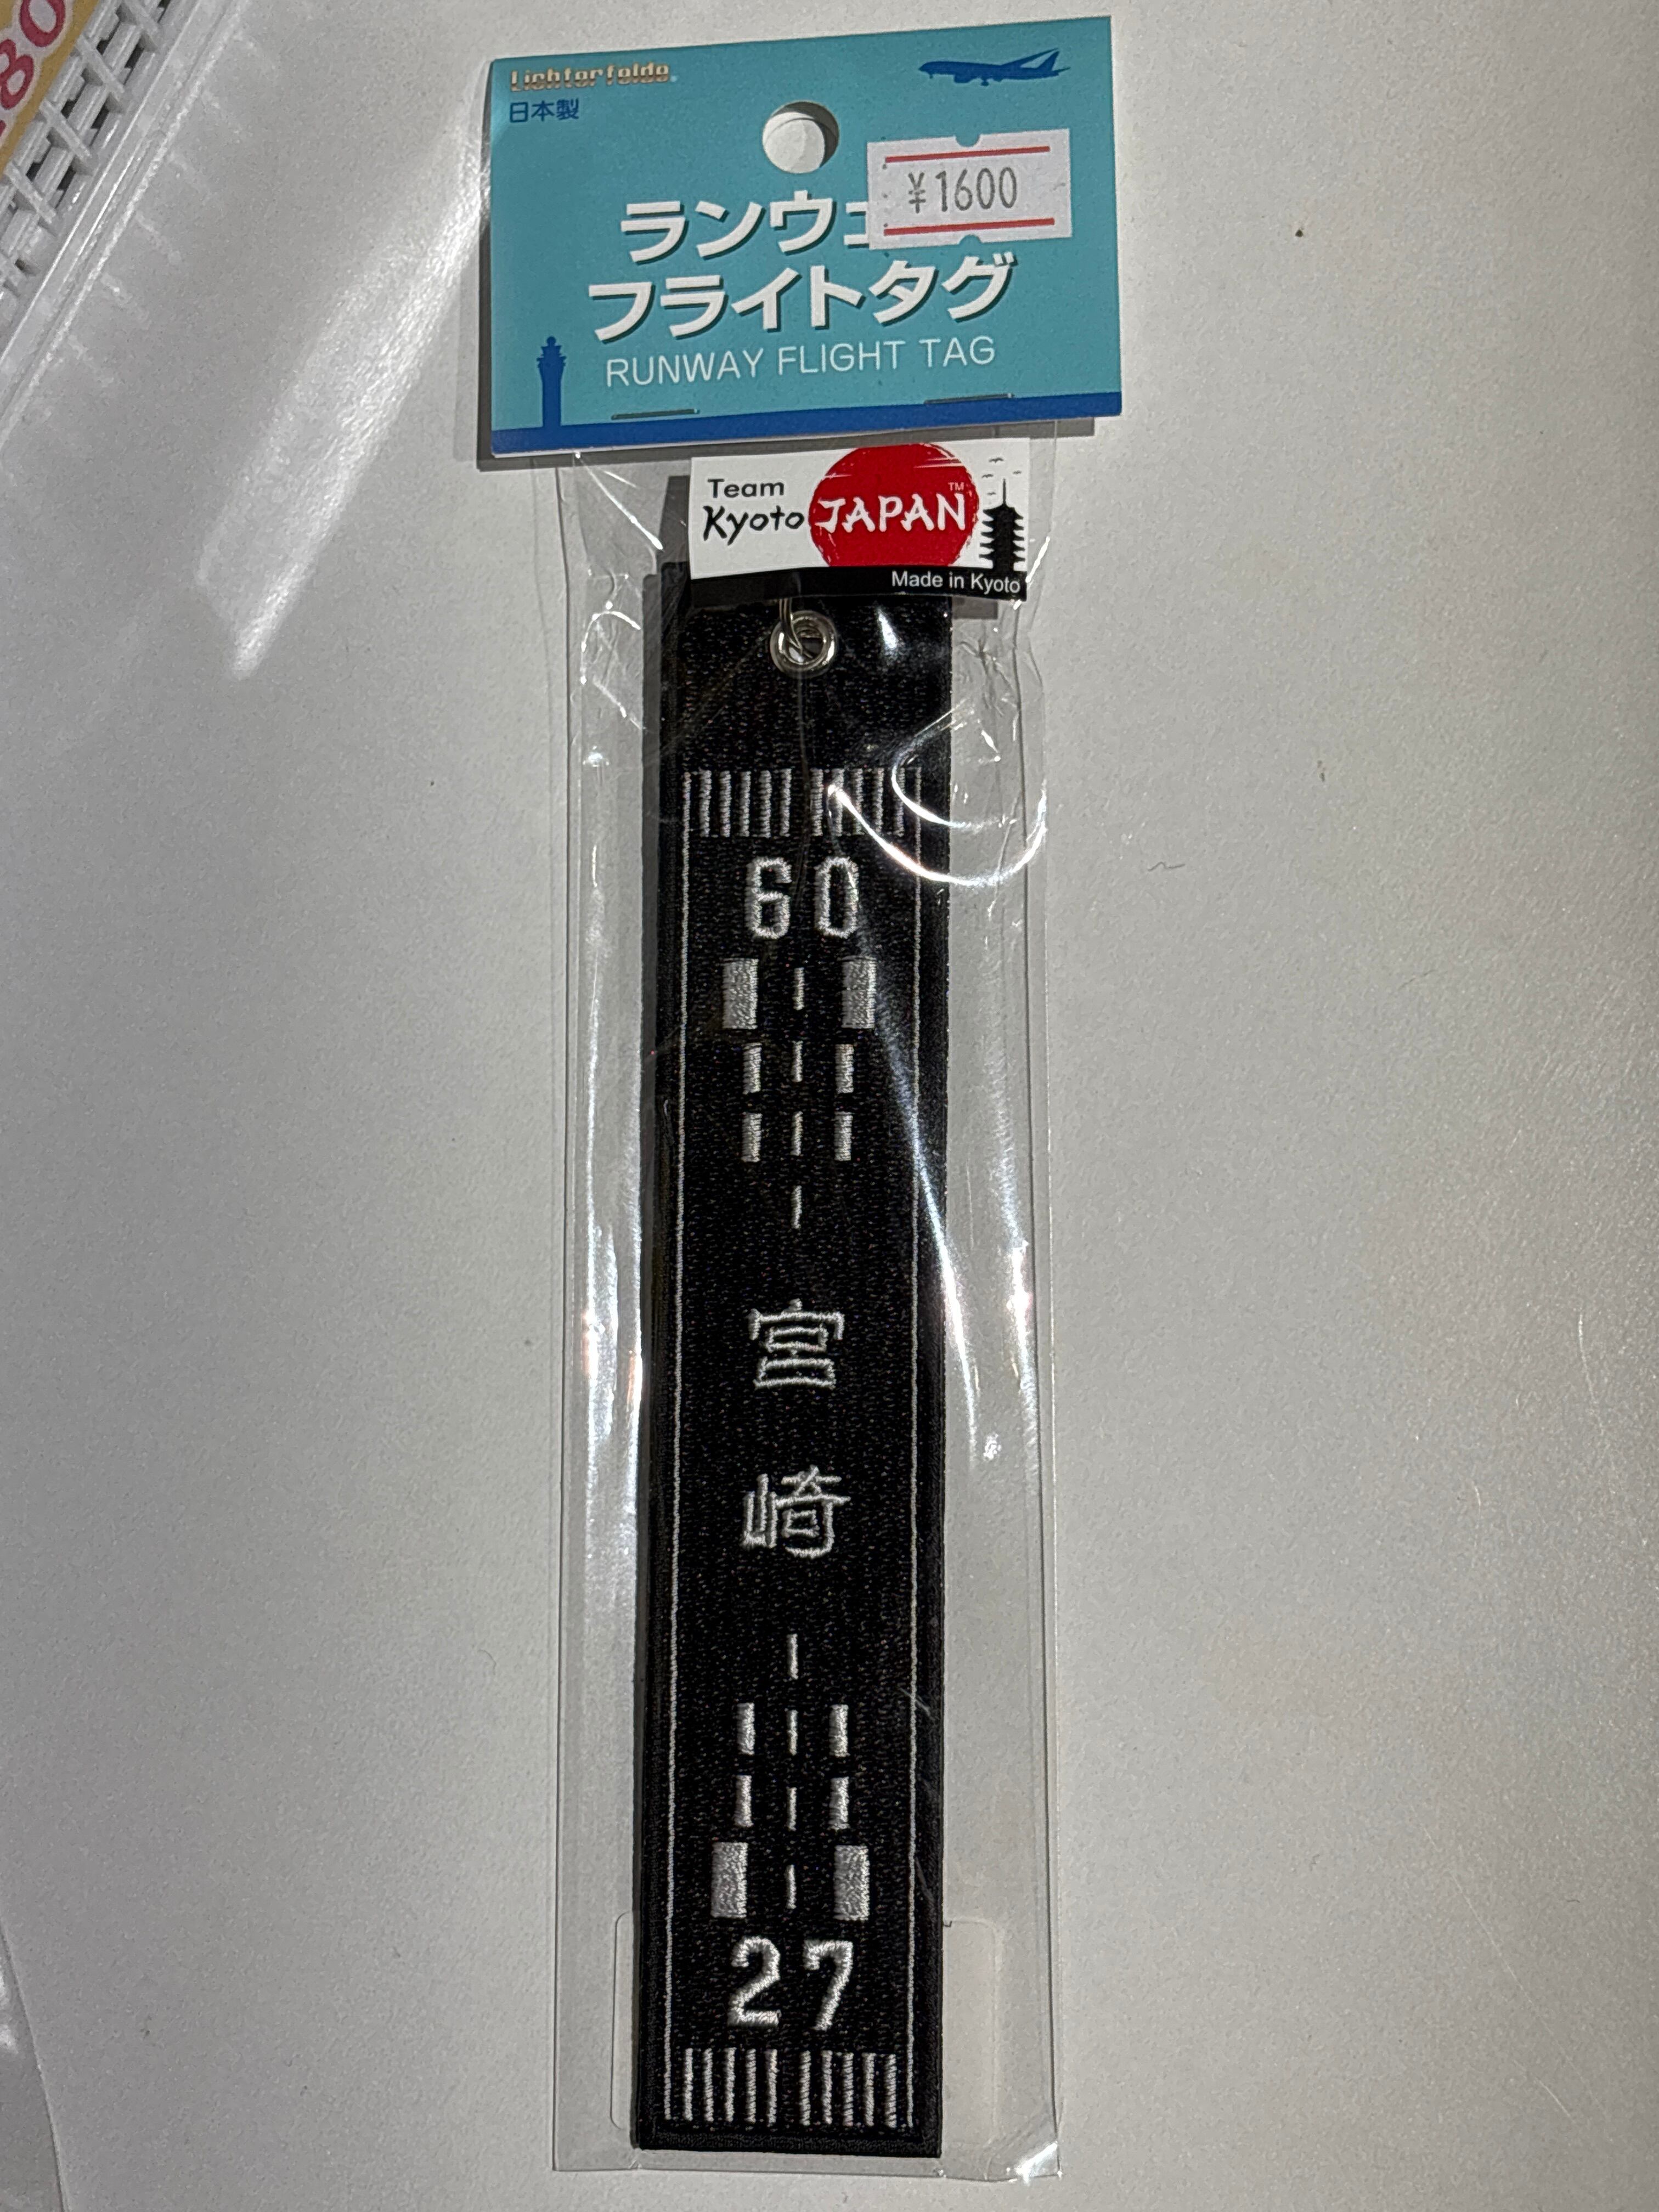 Lichterfelde
日本製
¥1600
ランウェ
フライトタグ
RUNWAY FLIGHT TAG
Team
Kyoto JAPAN™
Made in Kyoto
60
宮
崎
27
80